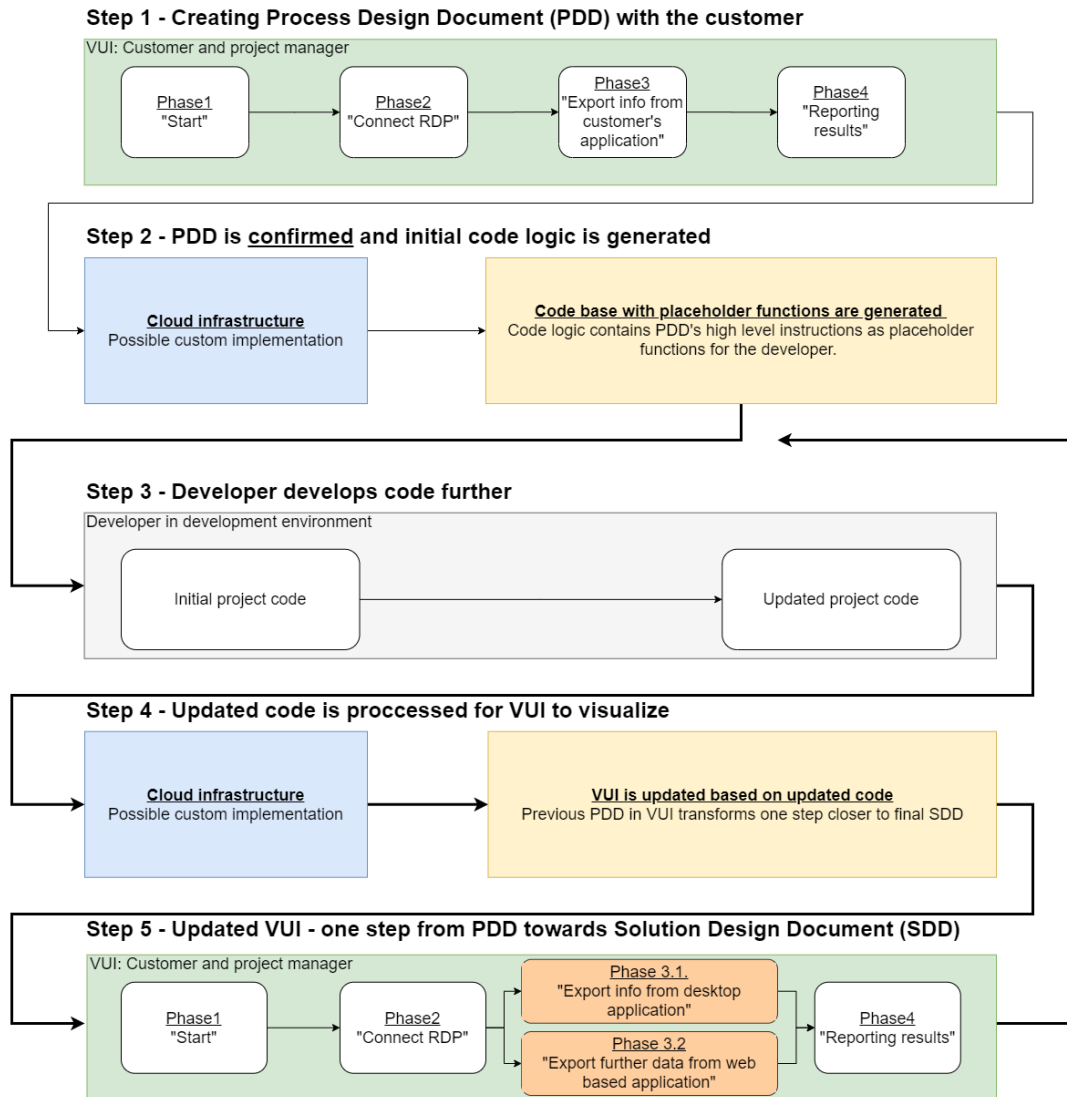 Step 1 - Creating Process Design Document (PDD) with the customer
VUI: Customer and project manager
Phase1
"Start"
Phase2
"Connect RDP"
Phase3
"Export info from
customer's
application"
Phase4
"Reporting
results"
Step 2 - PDD is confirmed and initial code logic is generated
Cloud infrastructure
Possible custom implementation
Code base with placeholder functions are generated
Code logic contains PDD's high level instructions as placeholder
functions for the developer.
Step 3 - Developer develops code further
Developer in development environment
Initial project code
Updated project code
Step 4 - Updated code is proccessed for VUI to visualize
Cloud infrastructure
Possible custom implementation
VUI is updated based on updated code
Previous PDD in VUI transforms one step closer to final SDD
Step 5 - Updated VUI - one step from PDD towards Solution Design Document (SDD)
VUI: Customer and project manager
Phase1
"Start"
Phase2
"Connect RDP"
Phase 3.1.
"Export info from desktop
application"
Phase 3.2
"Export further data from web
based application"
Phase4
"Reporting results"